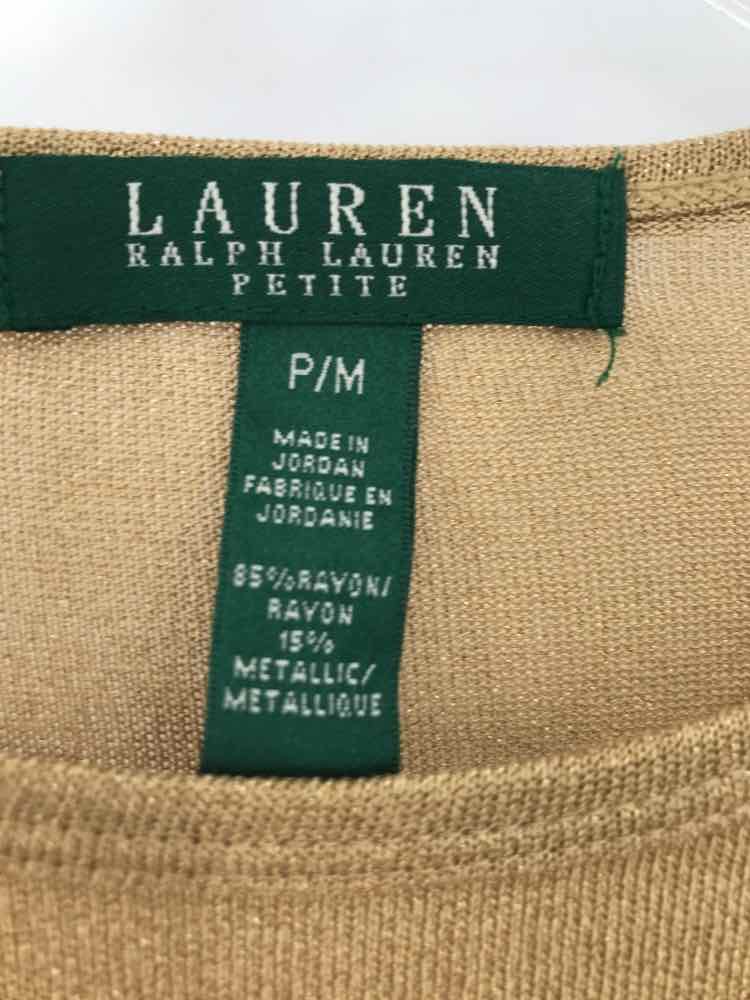 LAUREN
RALPH LAUREN
PETITE
P/M
MADE IN
JORDAN
FABRIQUE EN
JORDANIE
85%RAYON/
RAYON
15%
METALLIC/
METALLIQUE